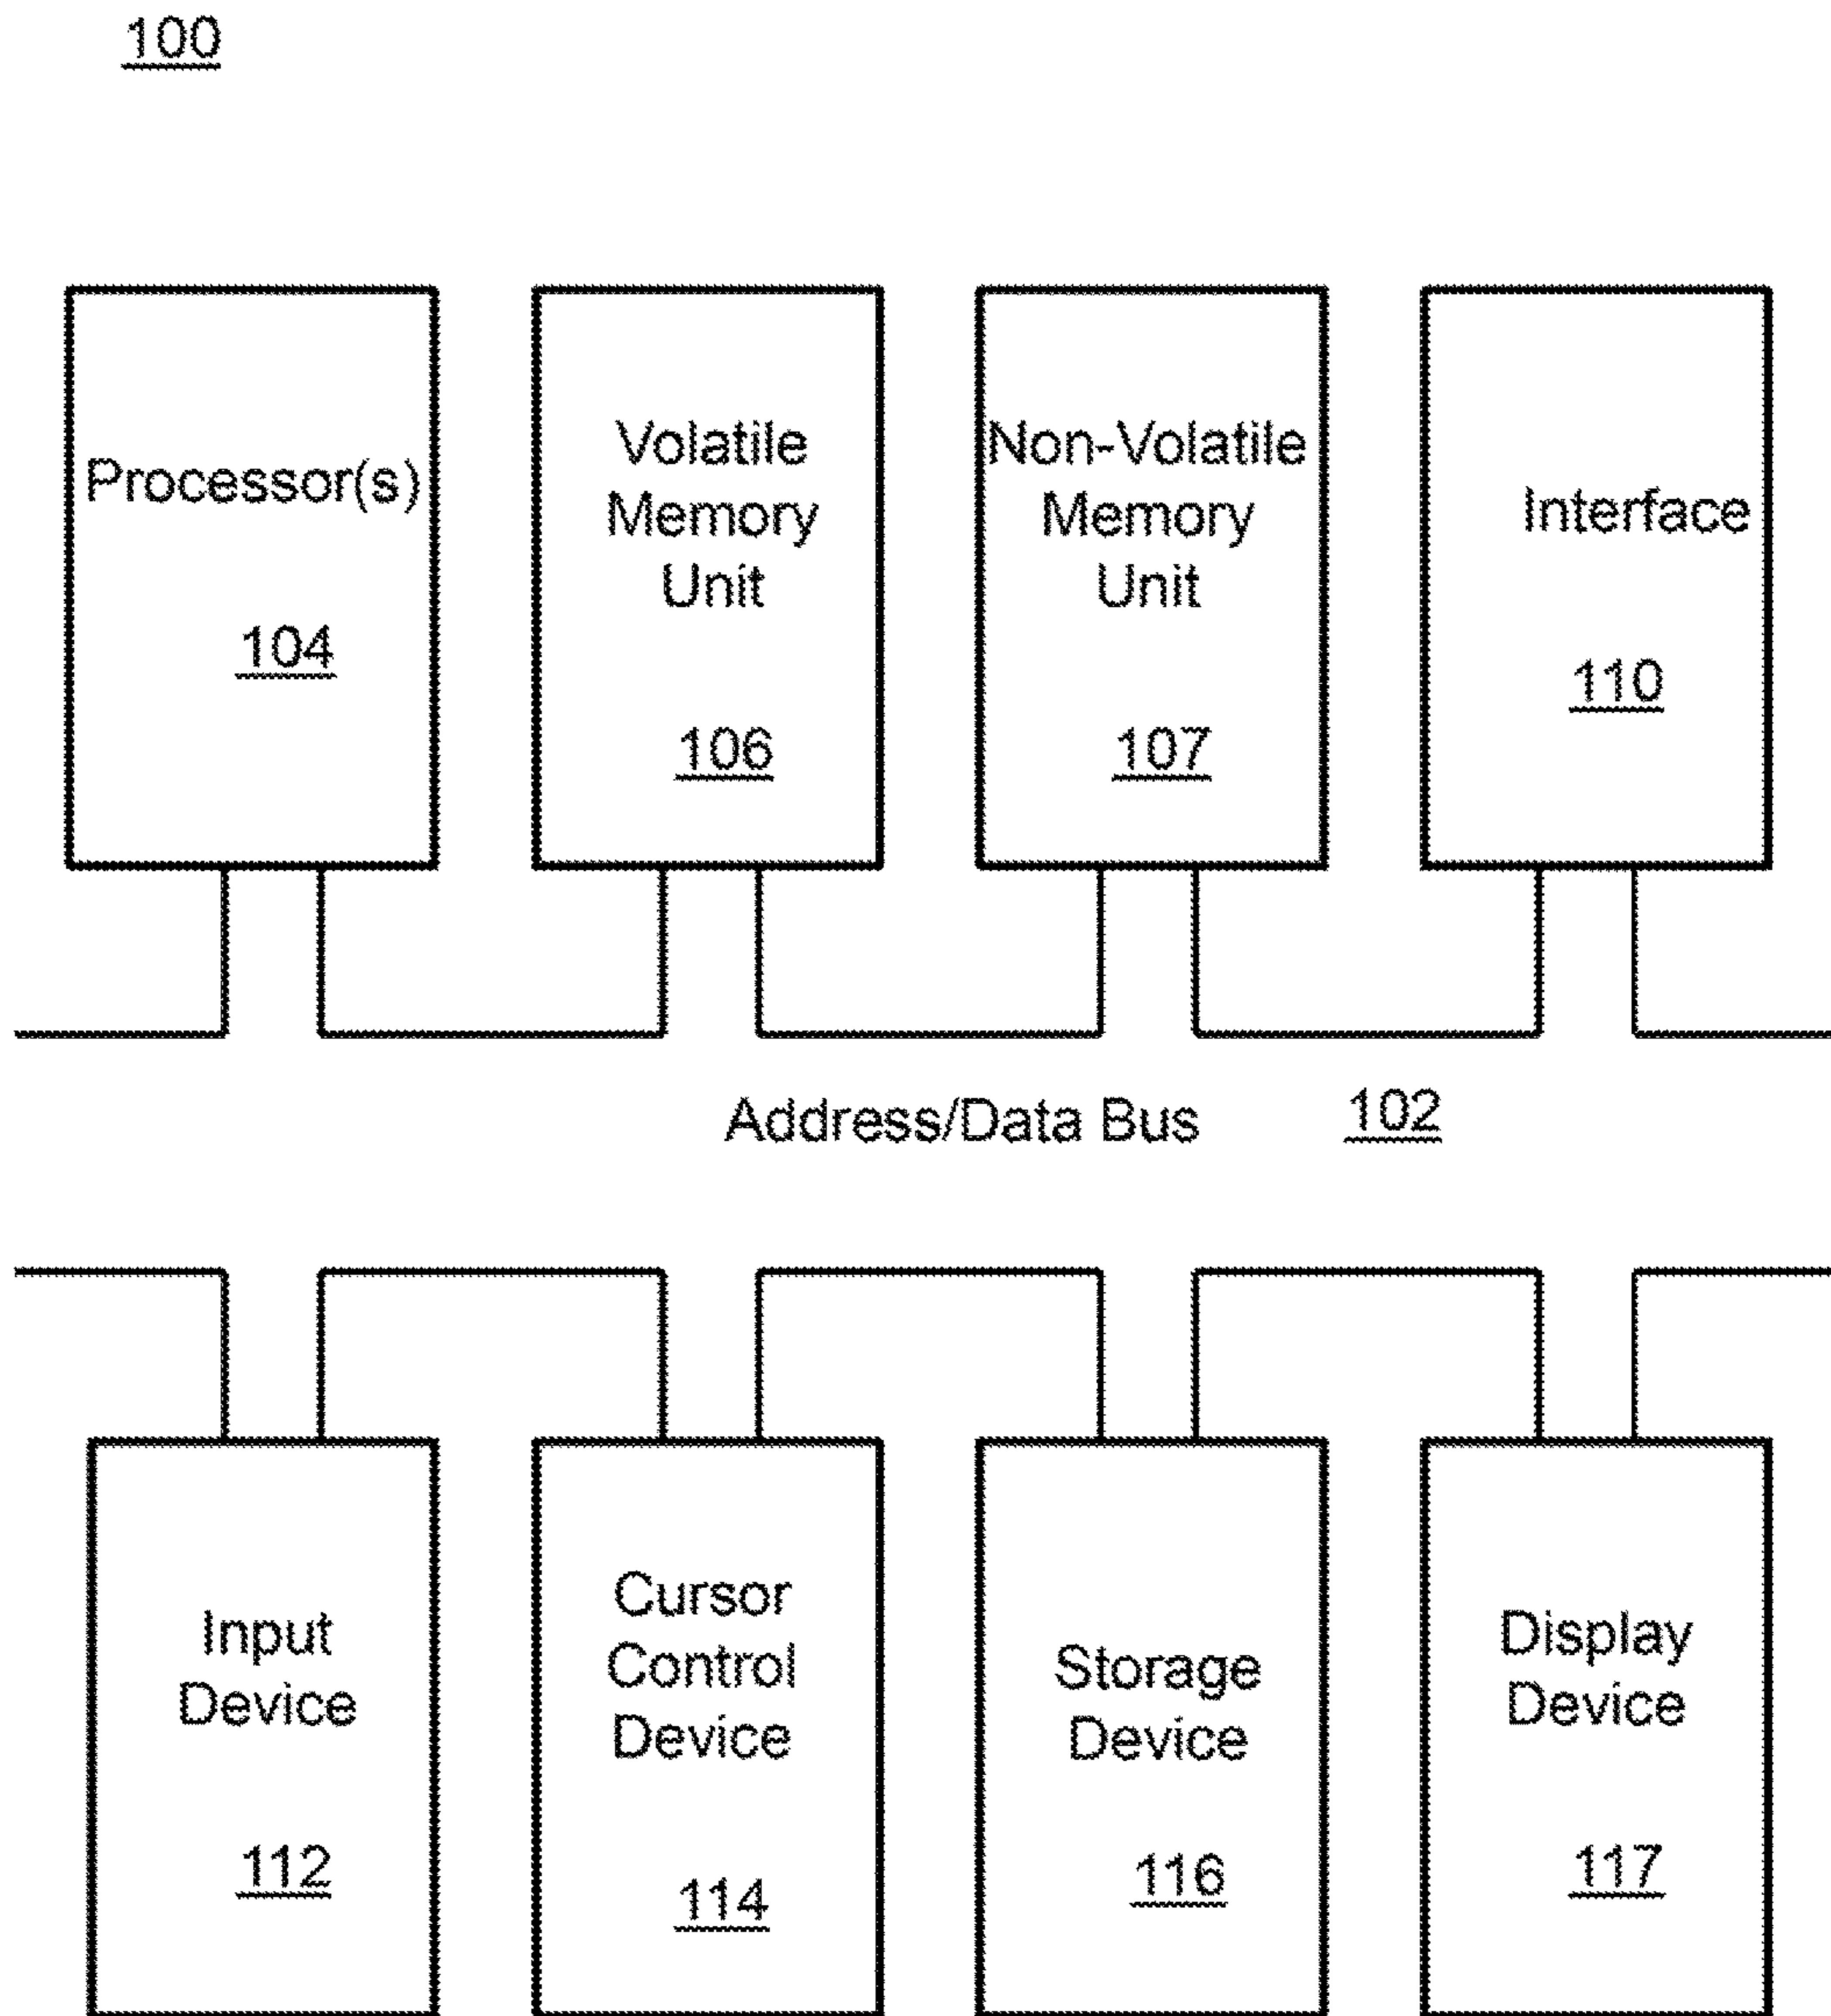 100
Processor(s)
104
Volatile
Memory
Unit
106
Non-Volatile
Memory
Unit
107
Interface
110
Address/Data Bus 102
Input
Device
112
Cursor
Control
Device
114
Storage
Device
116
Display
Device
117